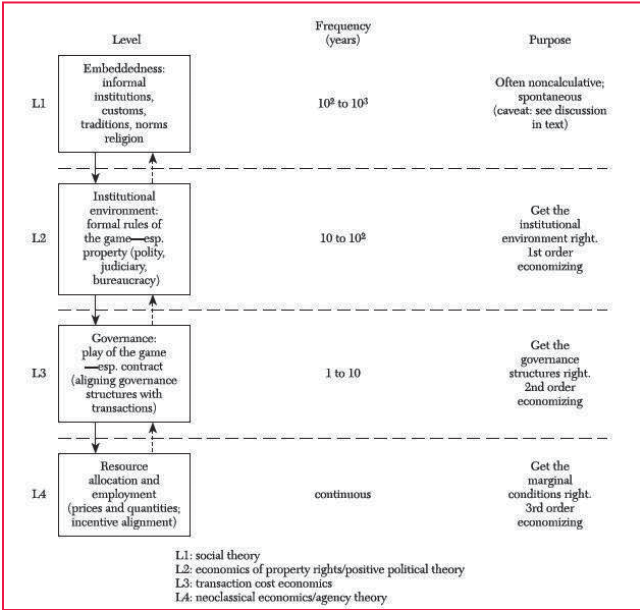 Level
Frequency
(years)
Purpose
L1
Embeddedness:
informal
institutions,
customs,
traditions, norms
religion
10² to 10³
Often noncalculative;
spontaneous
(caveat: see discussion
in text)
L2
Institutional
environment:
formal rules of
the game—esp.
property (polity,
judiciary,
bureaucracy)
10 to 10²
Get the
institutional
environment right.
1st order
economizing
L3
Governance:
play of the game
—esp. contract
(aligning governance
structures with
transactions)
1 to 10
Get the
governance
structures right.
2nd order
economizing
L4
Resource
allocation and
employment
(prices and quantities;
incentive alignment)
continuous
Get the
marginal
conditions right.
3rd order
economizing
L1: social theory
L2: economics of property rights/positive political theory
L3: transaction cost economics
L4: neoclassical economics/agency theory